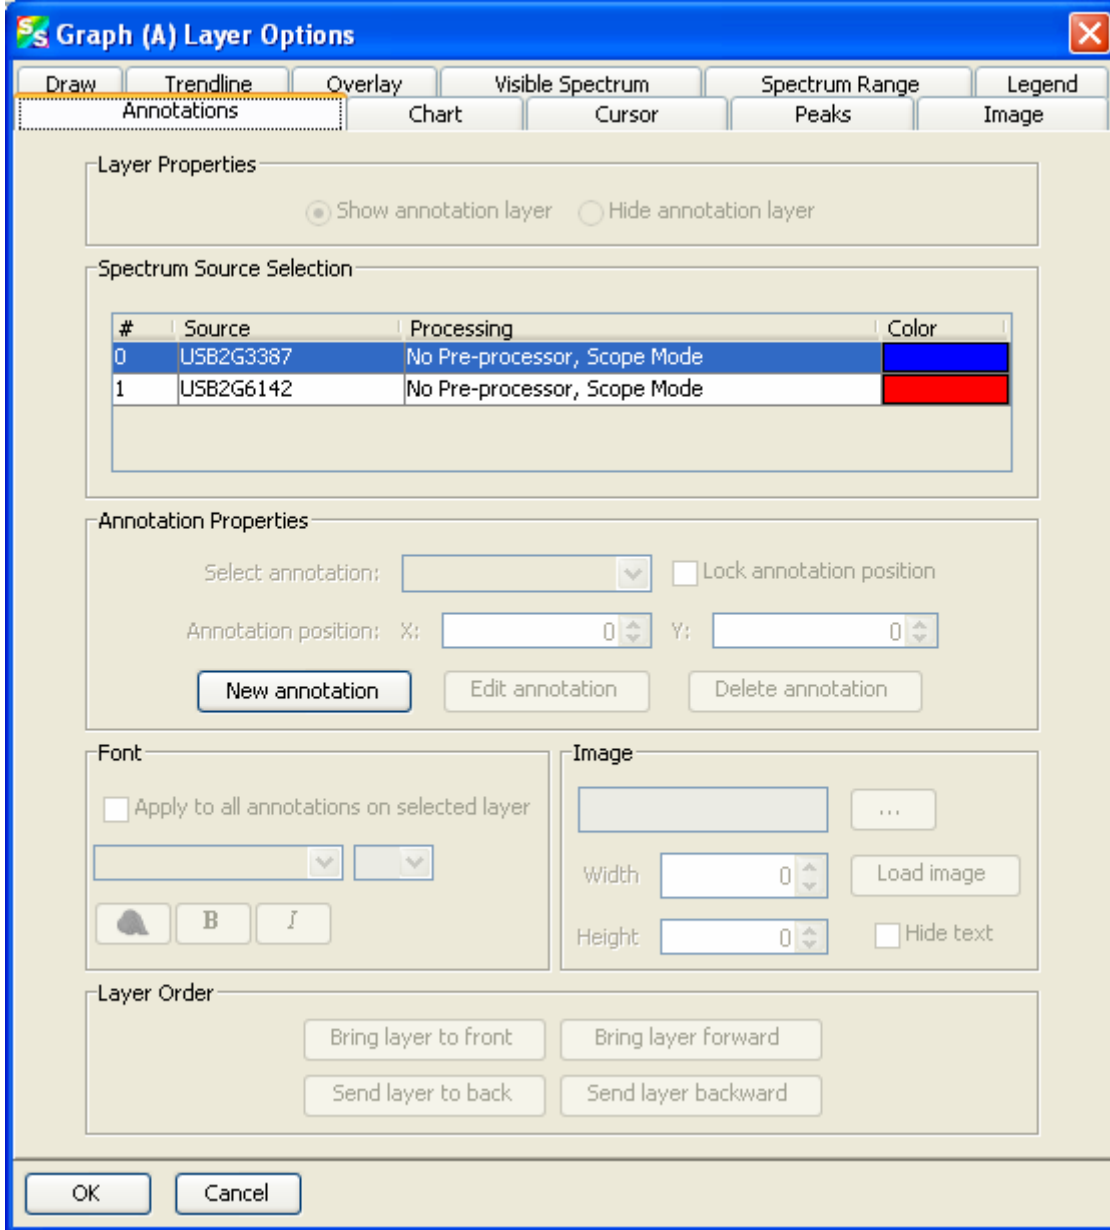 Graph (A) Layer Options
Draw Trendline Overlay Visible Spectrum Spectrum Range Legend
Annotations Chart Cursor Peaks Image
Layer Properties
Show annotation layer Hide annotation layer
Spectrum Source Selection
# Source Processing Color
0 USB2G3387 No Pre-processor, Scope Mode
1 USB2G6142 No Pre-processor, Scope Mode
Annotation Properties
Select annotation: Lock annotation position
Annotation position: X: 0 Y: 0
New annotation Edit annotation Delete annotation
Font
Apply to all annotations on selected layer
B I
Image
...
Width 0 Load image
Height 0 Hide text
Layer Order
Bring layer to front Bring layer forward
Send layer to back Send layer backward
OK Cancel